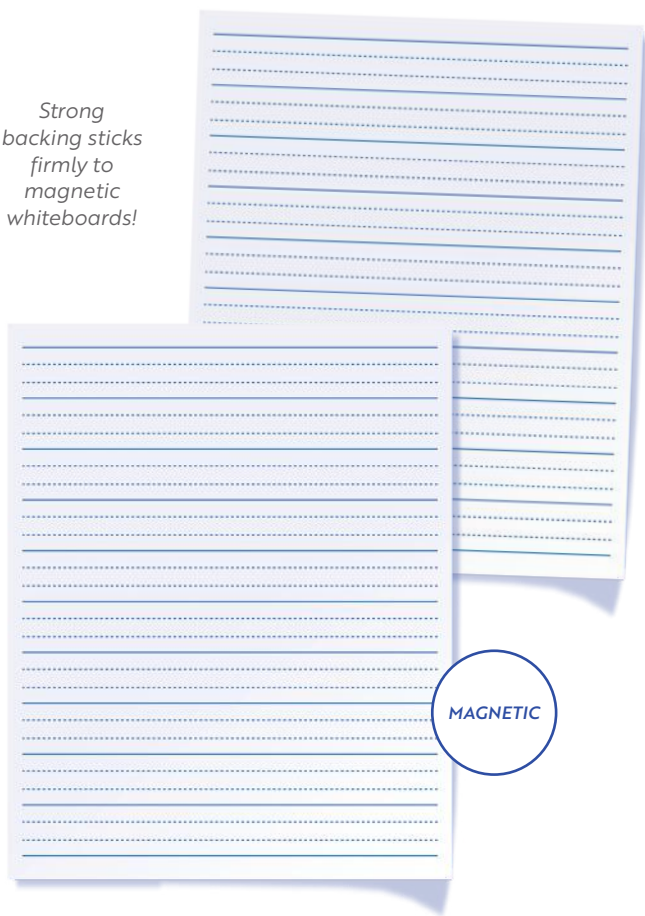 Strong
backing sticks
firmly to
magnetic
whiteboards!
MAGNETIC